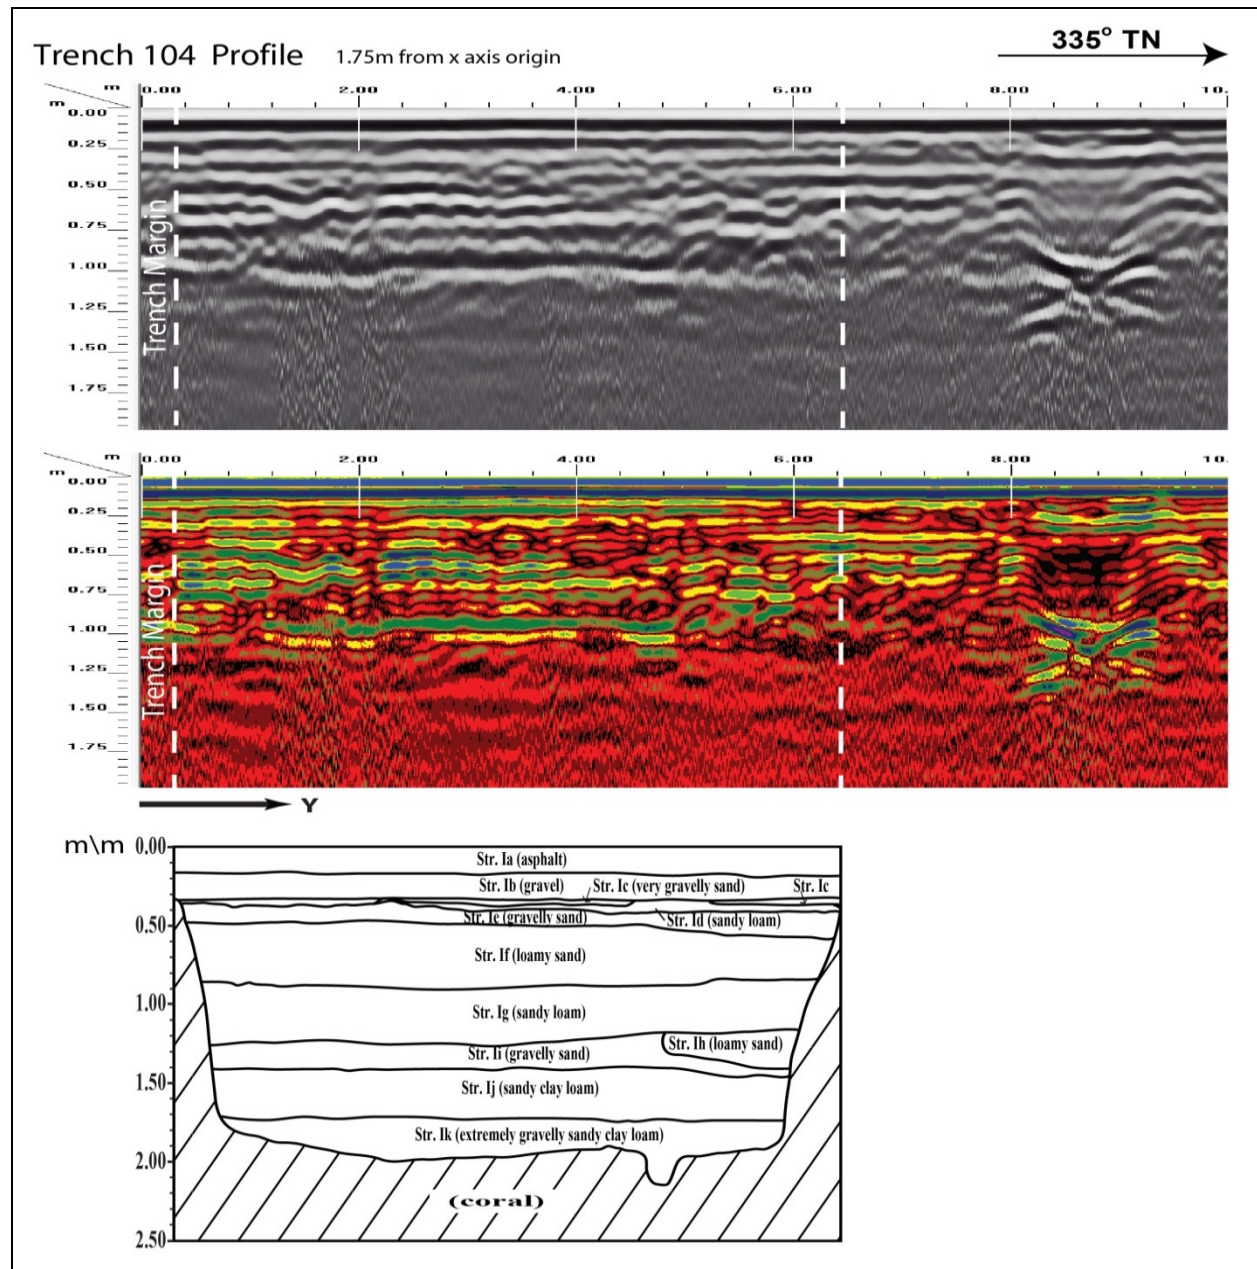 Trench 104 Profile 1.75m from x axis origin 335° TN
m 0.00 2.00 4.00 6.00 8.00 10.
m
0.00
0.25
0.50
0.75
1.00
1.25
1.50
1.75
Trench Margin
m 0.00 2.00 4.00 6.00 8.00 10.
m
0.00
0.25
0.50
0.75
1.00
1.25
1.50
1.75
Trench Margin
Y
m\m 0.00
0.50
1.00
1.50
2.00
2.50
Str. Ia (asphalt)
Str. Ib (gravel) Str. Ic (very gravelly sand) Str. Ic
Str. Ie (gravelly sand) Str. Id (sandy loam)
Str. If (loamy sand)
Str. Ig (sandy loam)
Str. Ih (loamy sand)
Str. Ii (gravelly sand)
Str. Ij (sandy clay loam)
Str. Ik (extremely gravelly sandy clay loam)
(coral)